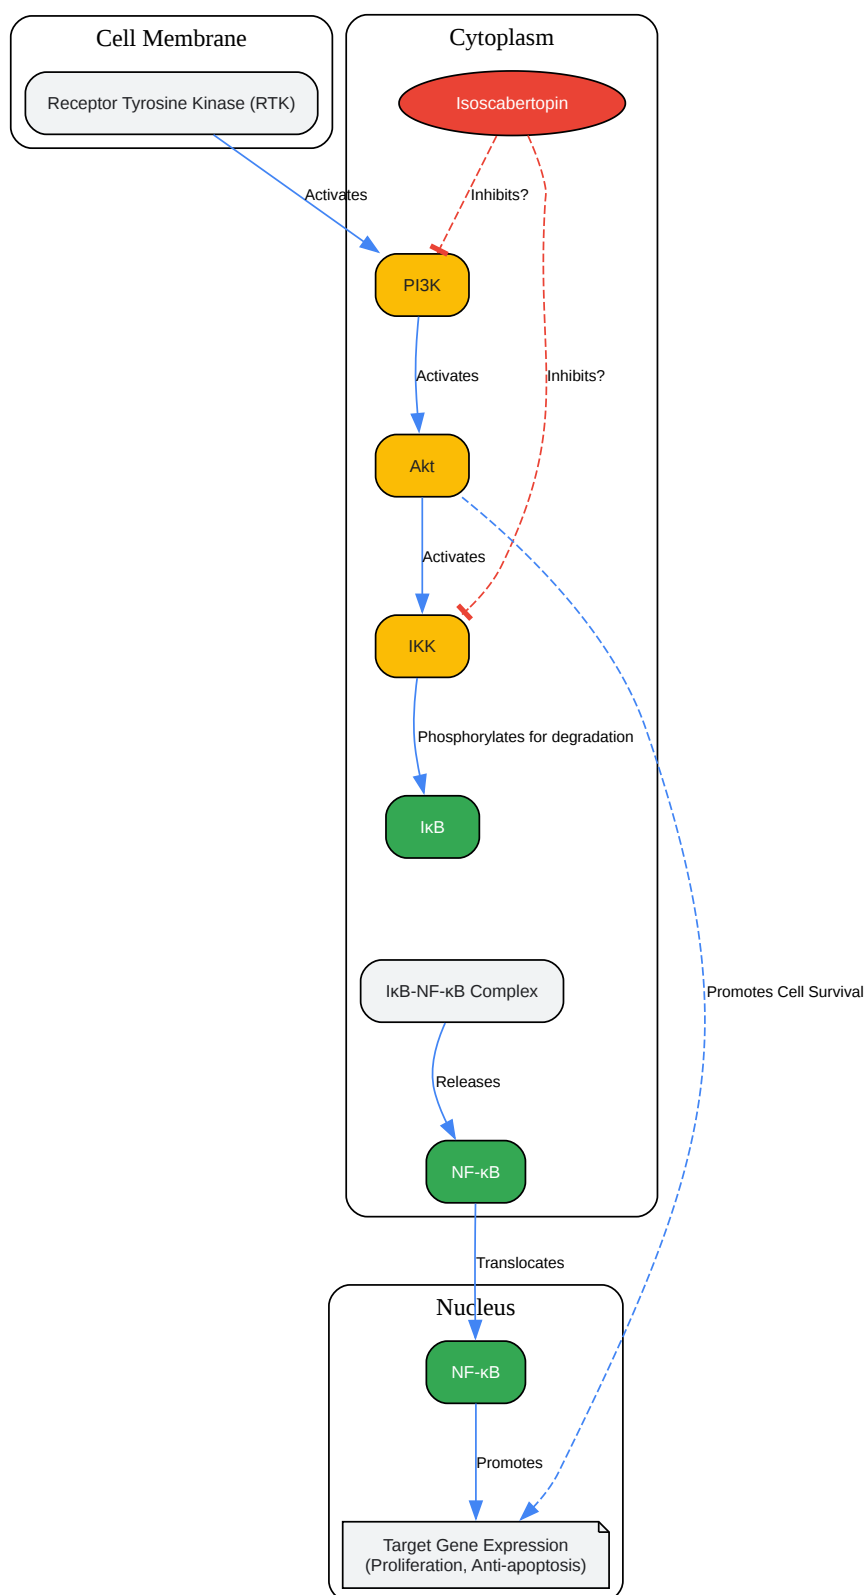 Cell Membrane
Cytoplasm
Receptor Tyrosine Kinase (RTK)
Isoscabertopin
Activates
Inhibits?
PI3K
Activates
Inhibits?
Akt
Activates
IKK
Phosphorylates for degradation
IκB
IκB-NF-κB Complex
Promotes Cell Survival
Releases
NF-κB
Translocates
Nucleus
NF-κB
Promotes
Target Gene Expression
(Proliferation, Anti-apoptosis)